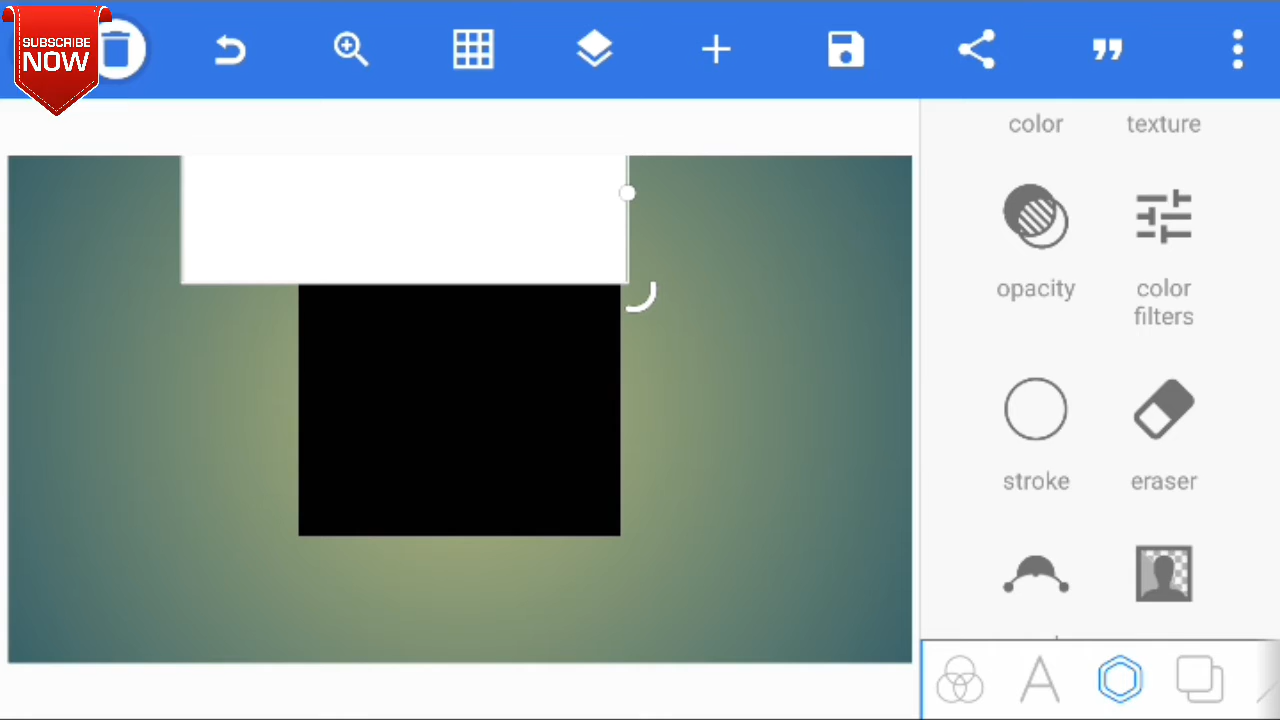 SUBSCRIBE
NOW
color texture
opacity color
filters
stroke eraser